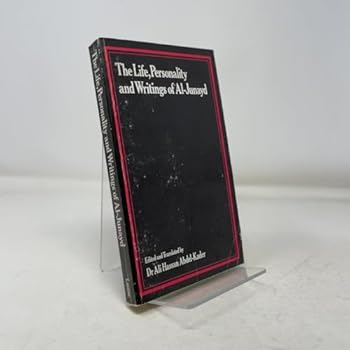 The Life, Personality
and Writings of Al-Junayd
Edited and Translated by
Dr Ali Hassan Abdel-Kader
The Life, Personality and Writings of Al-Junayd